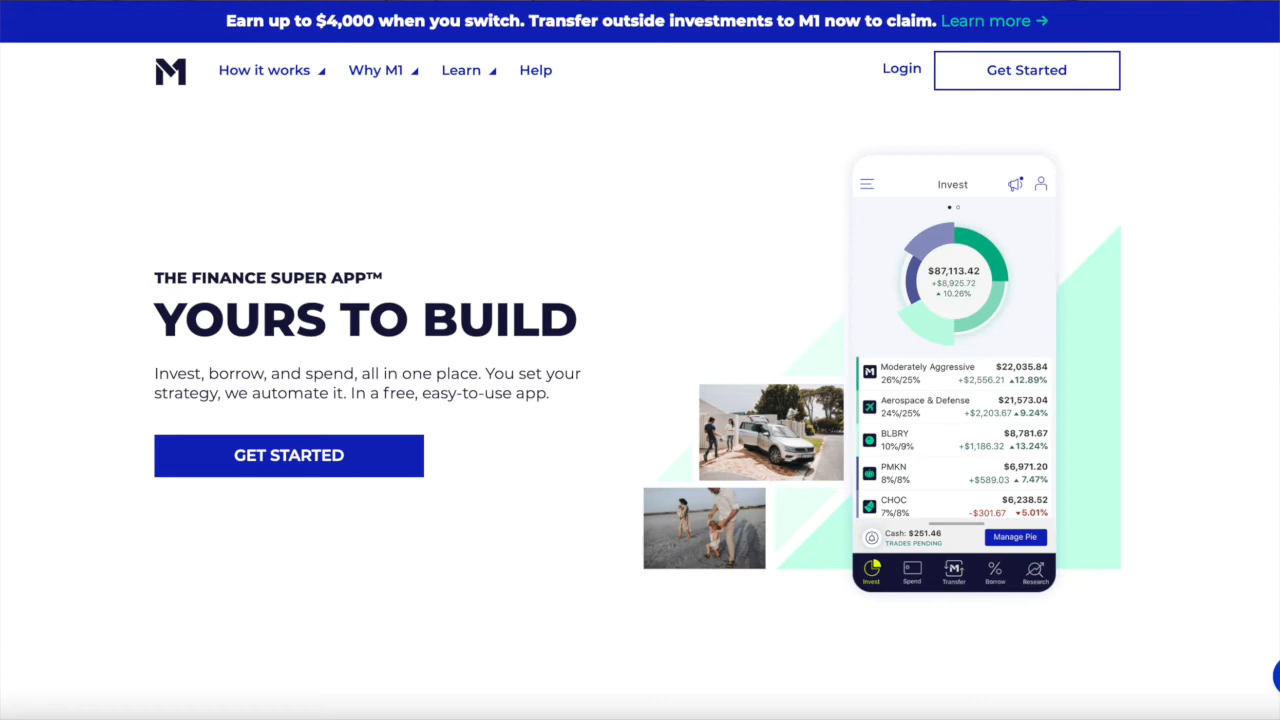 Earn up to $4,000 when you switch. Transfer outside investments to M1 now to claim. Learn more →
M How it works Why M1 Learn Help Login Get Started
THE FINANCE SUPER APP™
YOURS TO BUILD
Invest, borrow, and spend, all in one place. You set your
strategy, we automate it. In a free, easy-to-use app.
GET STARTED
Invest
$87,113.42
+$8,925.72
▲ 10.26%
M Moderately Aggressive $22,035.84
26%/25% +$2,556.21 ▲12.89%
Aerospace & Defense $21,573.04
24%/25% +$2,203.67 ▲9.24%
BLBRY $8,781.67
10%/9% +$1,186.32 ▲13.24%
PMKN $6,971.20
8%/8% +$589.03 ▲7.47%
CHOC $6,238.52
7%/8% -$301.67 ▼5.01%
Cash: $251.46
TRADES PENDING
Manage Pie
M
Invest Spend Transfer Borrow Research